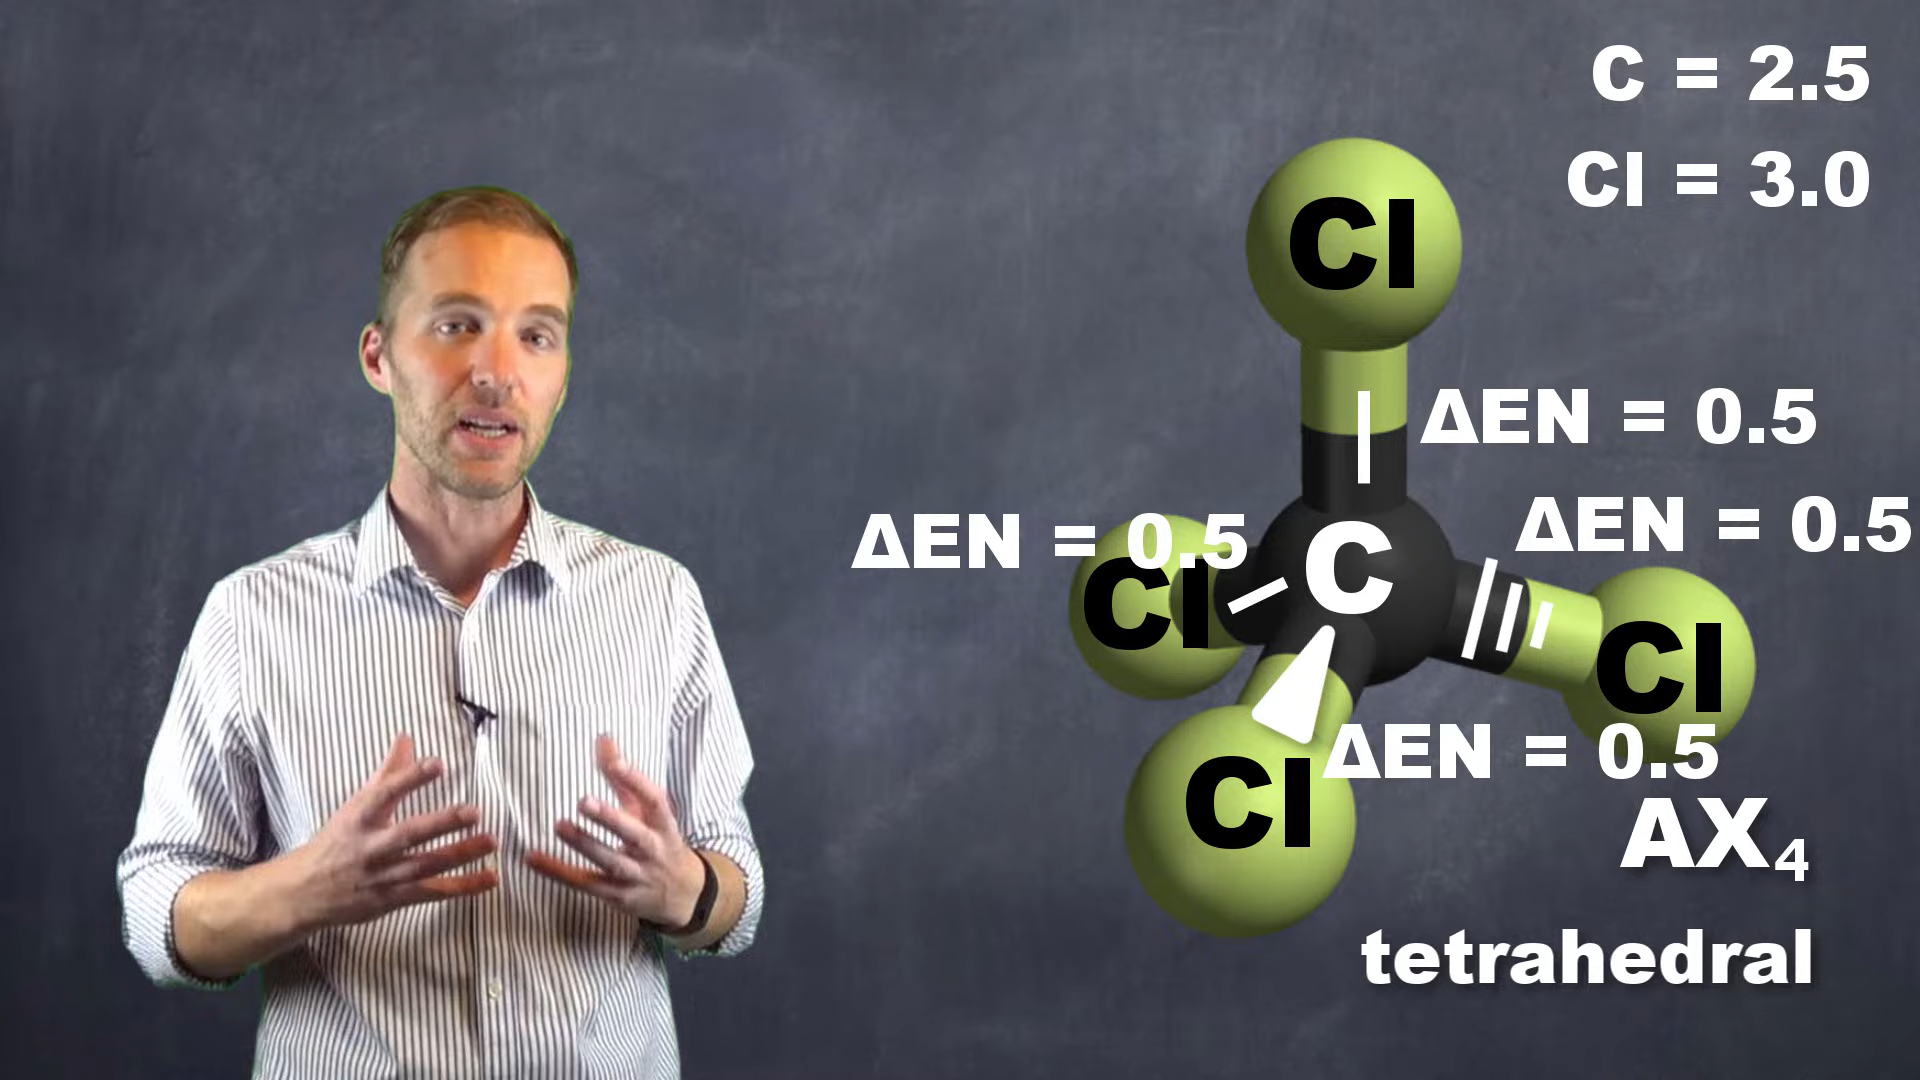 C = 2.5
Cl = 3.0
Cl
ΔEN = 0.5
ΔEN = 0.5
ΔEN = 0.5
C
Cl
Cl
ΔEN = 0.5
Cl
AX₄
tetrahedral